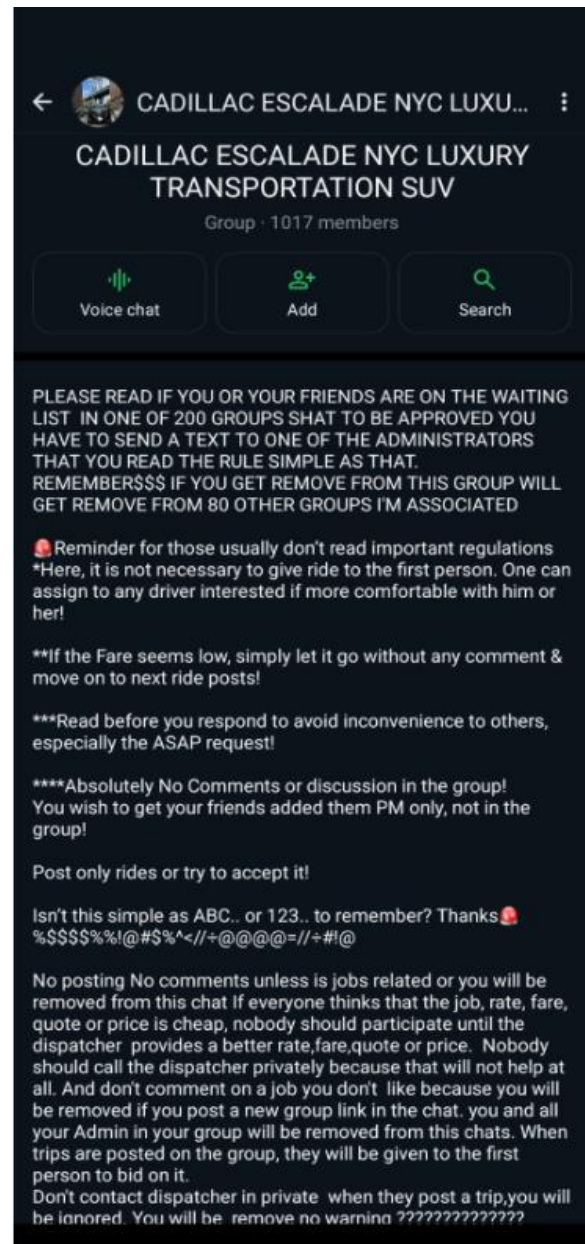 CADILLAC ESCALADE NYC LUXU...
CADILLAC ESCALADE NYC LUXURY
TRANSPORTATION SUV
Group · 1017 members
Voice chat
Add
Search
PLEASE READ IF YOU OR YOUR FRIENDS ARE ON THE WAITING
LIST  IN ONE OF 200 GROUPS SHAT TO BE APPROVED YOU
HAVE TO SEND A TEXT TO ONE OF THE ADMINISTRATORS
THAT YOU READ THE RULE SIMPLE AS THAT.
REMEMBER$$$ IF YOU GET REMOVE FROM THIS GROUP WILL
GET REMOVE FROM 80 OTHER GROUPS I'M ASSOCIATED
🚨Reminder for those usually don't read important regulations
*Here, it is not necessary to give ride to the first person. One can
assign to any driver interested if more comfortable with him or
her!
**If the Fare seems low, simply let it go without any comment &
move on to next ride posts!
***Read before you respond to avoid inconvenience to others,
especially the ASAP request!
****Absolutely No Comments or discussion in the group!
You wish to get your friends added them PM only, not in the
group!
Post only rides or try to accept it!
Isn't this simple as ABC.. or 123.. to remember? Thanks🚨
%$$$$%%!@#$%^<//÷@@@@=//÷#!@
No posting No comments unless is jobs related or you will be
removed from this chat If everyone thinks that the job, rate, fare,
quote or price is cheap, nobody should participate until the
dispatcher  provides a better rate,fare,quote or price.  Nobody
should call the dispatcher privately because that will not help at
all. And don't comment on a job you don't  like because you will
be removed if you post a new group link in the chat. you and all
your Admin in your group will be removed from this chats. When
trips are posted on the group, they will be given to the first
person to bid on it.
Don't contact dispatcher in private  when they post a trip,you will
be ignored. You will be  remove no warning ??????????????